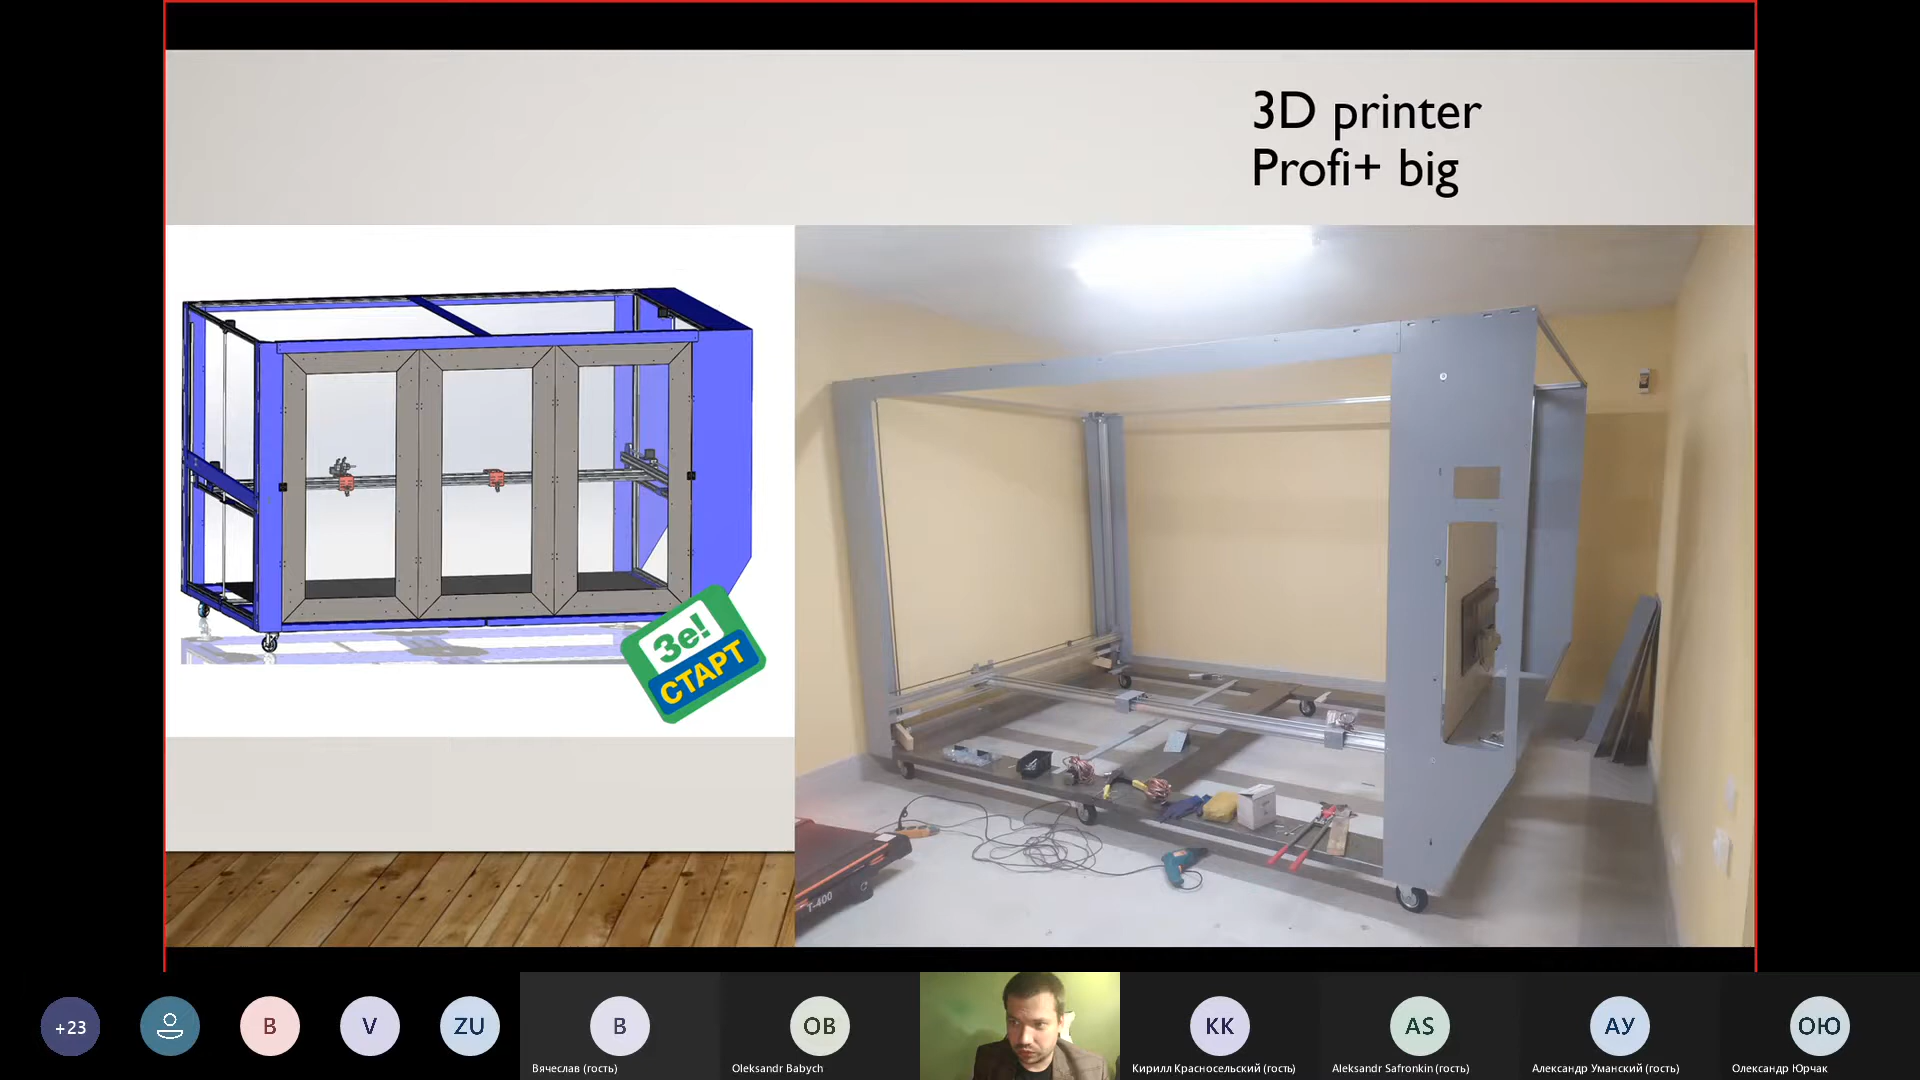 3D printer
Profi+ big
Зе!
СТАРТ
T-400
+23
B
V
ZU
B
OB
KK
AS
АУ
ОЮ
Вячеслав (гость)
Oleksandr Babych
Кирилл Красносельский (гость)
Aleksandr Safronkin (гость)
Александр Уманский (гость)
Олександр Юрчак